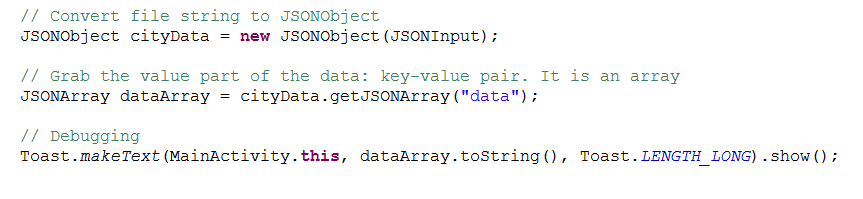 // Convert file string to JSONObject
JSONObject cityData = new JSONObject(JSONInput);
// Grab the value part of the data: key-value pair. It is an array
JSONArray dataArray = cityData.getJSONArray("data");
// Debugging
Toast.makeText(MainActivity.this, dataArray.toString(), Toast.LENGTH_LONG).show();